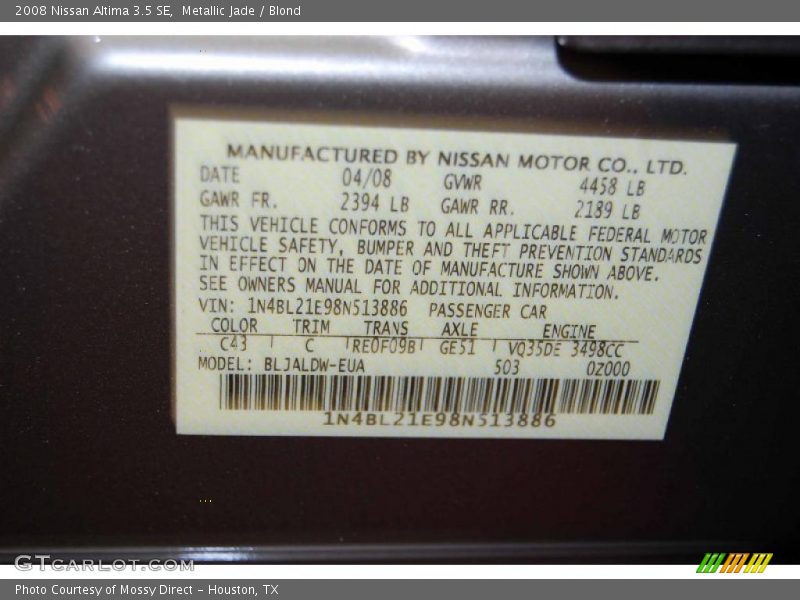 2008 Nissan Altima 3.5 SE,  Metallic Jade / Blond
MANUFACTURED BY NISSAN MOTOR CO., LTD.
DATE 04/08 GVWR 4458 LB
GAWR FR. 2394 LB GAWR RR. 2189 LB
THIS VEHICLE CONFORMS TO ALL APPLICABLE FEDERAL MOTOR
VEHICLE SAFETY, BUMPER AND THEFT PREVENTION STANDARDS
IN EFFECT ON THE DATE OF MANUFACTURE SHOWN ABOVE.
SEE OWNERS MANUAL FOR ADDITIONAL INFORMATION.
VIN: 1N4BL21E98N513886 PASSENGER CAR
COLOR TRIM TRANS AXLE ENGINE
C43 C RE0F09B GE51 VQ35DE 3498CC
MODEL: BLJALDW-EUA 503 0Z000
1N4BL21E98N513886
GTCARLOT.COM
Photo Courtesy of Mossy Direct – Houston, TX